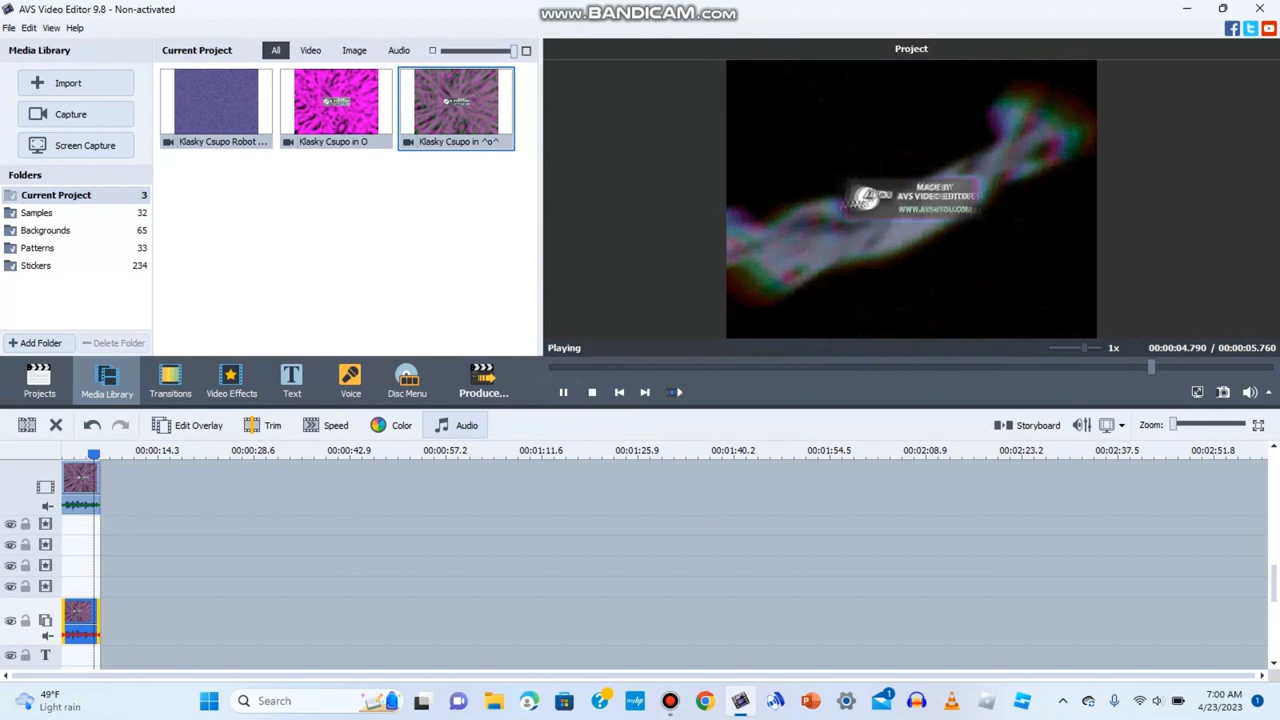 AVS Video Editor 9.8 - Non-activated
www.BANDICAM.com
File Edit View Help
Media Library
Current Project All Video Image Audio
Project
Import
Capture
Screen Capture
Klasky Csupo Robot ...
Klasky Csupo in O
Klasky Csupo in ^o^
MADE BY
AVS VIDEO EDITOR
WWW.AVS4YOU.COM
Folders
Current Project 3
Samples 32
Backgrounds 65
Patterns 33
Stickers 234
Add Folder Delete Folder
Playing 1x 00:00:04.790 / 00:00:05.760
Projects Media Library Transitions Video Effects Text Voice Disc Menu Produce...
Edit Overlay Trim Speed Color Audio Storyboard Zoom:
00:00:14.3 00:00:28.6 00:00:42.9 00:00:57.2 00:01:11.6 00:01:25.9 00:01:40.2 00:01:54.5 00:02:08.9 00:02:23.2 00:02:37.5 00:02:51.8
T
49°F
Light rain
Search
7:00 AM
4/23/2023